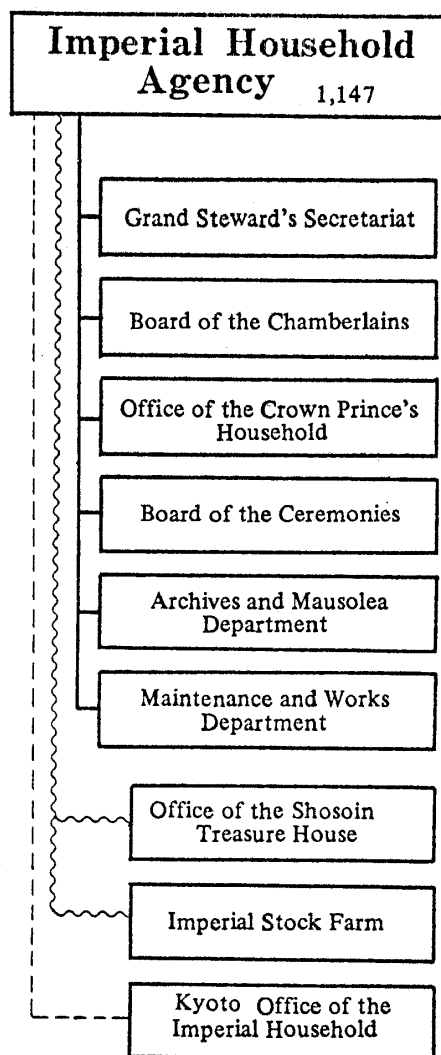 Imperial Household
Agency 1,147
Grand Steward's Secretariat
Board of the Chamberlains
Office of the Crown Prince's
Household
Board of the Ceremonies
Archives and Mausolea
Department
Maintenance and Works
Department
Office of the Shosoin
Treasure House
Imperial Stock Farm
Kyoto Office of the
Imperial Household